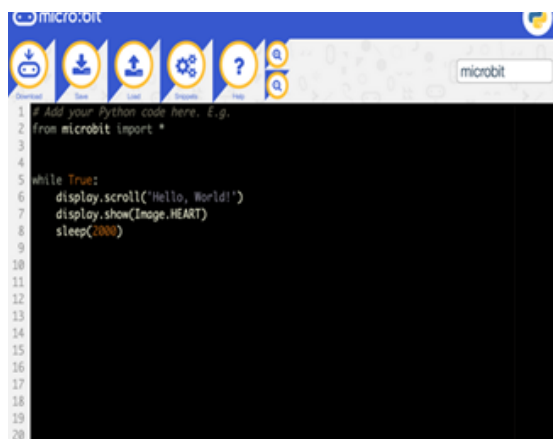 micro:bit
Download Save Load Snippets Help
microbit
1 # Add your Python code here. E.g.
2 from microbit import *
3
4
5 while True:
6 display.scroll('Hello, World!')
7 display.show(Image.HEART)
8 sleep(2000)
9
10
11
12
13
14
15
16
17
18
19
20